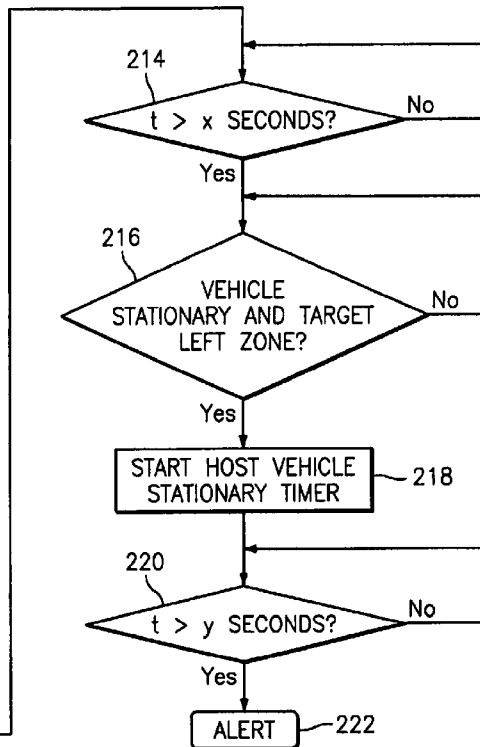 214
t > x SECONDS?
No
Yes
216
VEHICLE
STATIONARY AND TARGET
LEFT ZONE?
No
Yes
START HOST VEHICLE
STATIONARY TIMER
218
220
t > y SECONDS?
No
Yes
ALERT
222